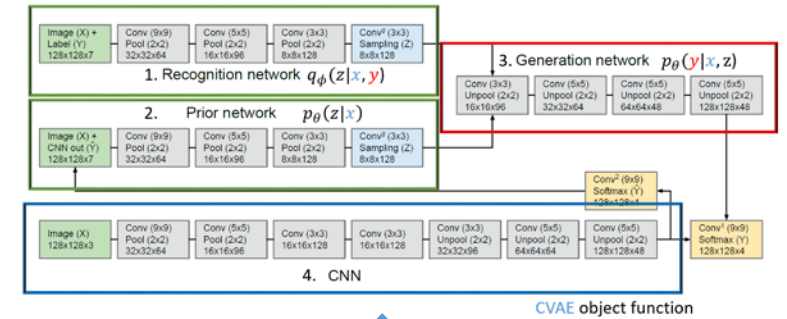 Image (X) +
Label (Y)
128x128x7
Conv (9x9)
Pool (2x2)
32x32x64
Conv (5x5)
Pool (2x2)
16x16x96
Conv (3x3)
Pool (2x2)
8x8x128
Conv² (3x3)
Sampling (Z)
8x8x128
1. Recognition network qϕ(z|x,y)
2. Prior network pθ(z|x)
Image (X) +
CNN out (Ŷ)
128x128x7
Conv (9x9)
Pool (2x2)
32x32x64
Conv (5x5)
Pool (2x2)
16x16x96
Conv (3x3)
Pool (2x2)
8x8x128
Conv² (3x3)
Sampling (Z)
8x8x128
3. Generation network pθ(y|x,z)
Conv (3x3)
Unpool (2x2)
16x16x96
Conv (5x5)
Unpool (2x2)
32x32x64
Conv (5x5)
Unpool (2x2)
64x64x48
Conv (5x5)
Unpool (2x2)
128x128x48
Conv² (9x9)
Softmax (Ŷ)
128x128x4
Image (X)
128x128x3
Conv (9x9)
Pool (2x2)
32x32x64
Conv (5x5)
Pool (2x2)
16x16x96
Conv (3x3)
16x16x128
Conv (3x3)
16x16x128
Conv (3x3)
Unpool (2x2)
32x32x96
Conv (5x5)
Unpool (2x2)
64x64x64
Conv (5x5)
Unpool (2x2)
128x128x48
Conv¹ (9x9)
Softmax (Y)
128x128x4
4. CNN
CVAE object function